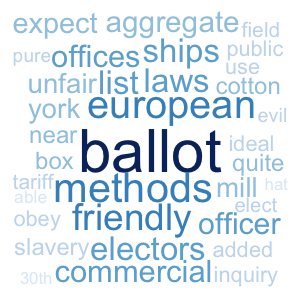 expect aggregate field
pure offices ships public
use
unfair list laws cotton
york european evil
near ballot ideal
box quite
tariff methods mill hat
able elect
obey friendly officer
slavery electors added
30th commercial inquiry